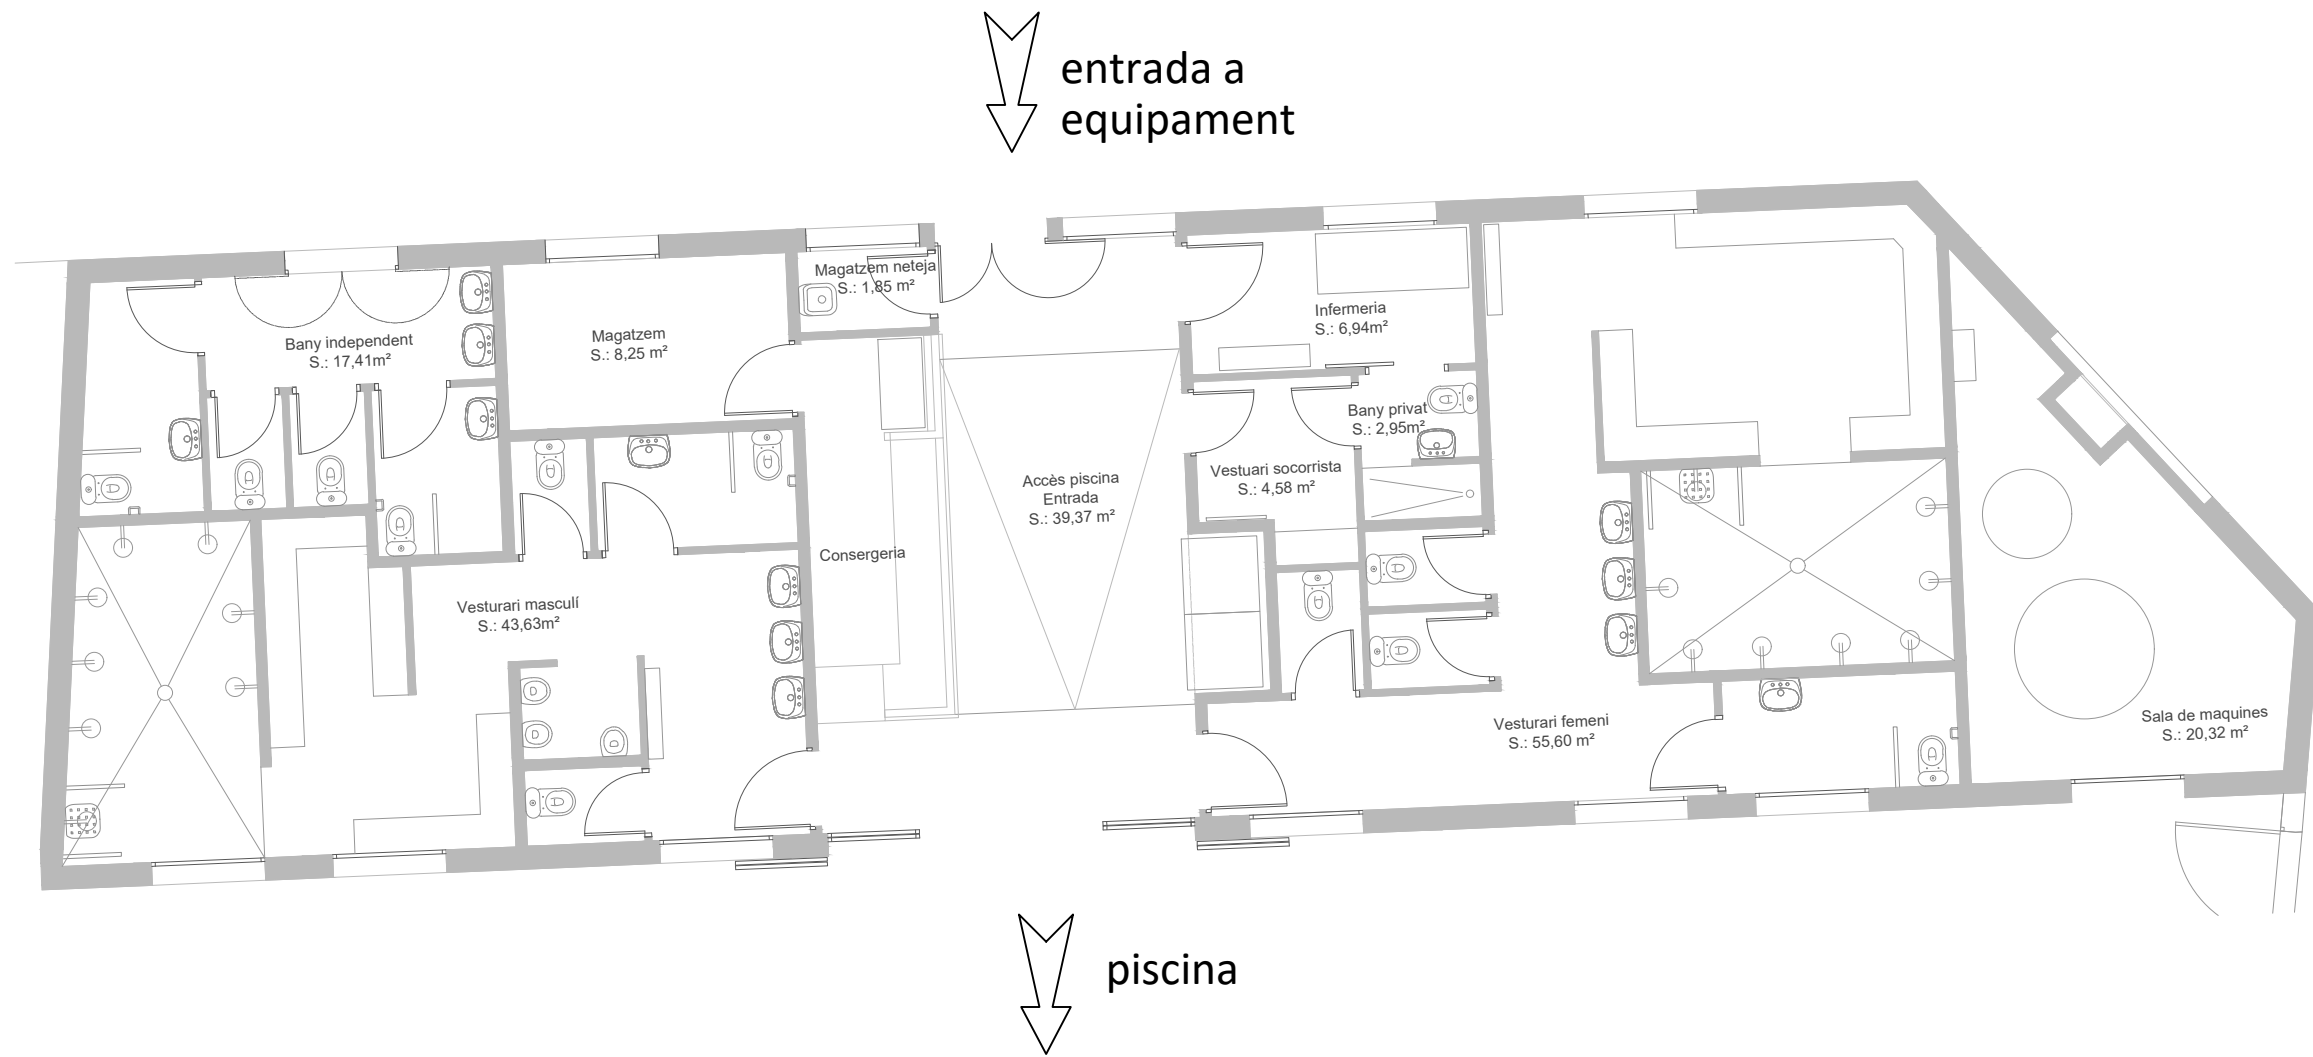 entrada a
equipament
Magatzem neteja
S.: 1,85 m²
Infermeria
S.: 6,94m²
Magatzem
S.: 8,25 m²
Bany independent
S.: 17,41m²
Bany privat
S.: 2,95m²
Vestuari socorrista
S.: 4,58 m²
Accès piscina
Entrada
S.: 39,37 m²
Consergeria
Vesturari masculí
S.: 43,63m²
Vesturari femeni
S.: 55,60 m²
Sala de maquines
S.: 20,32 m²
piscina